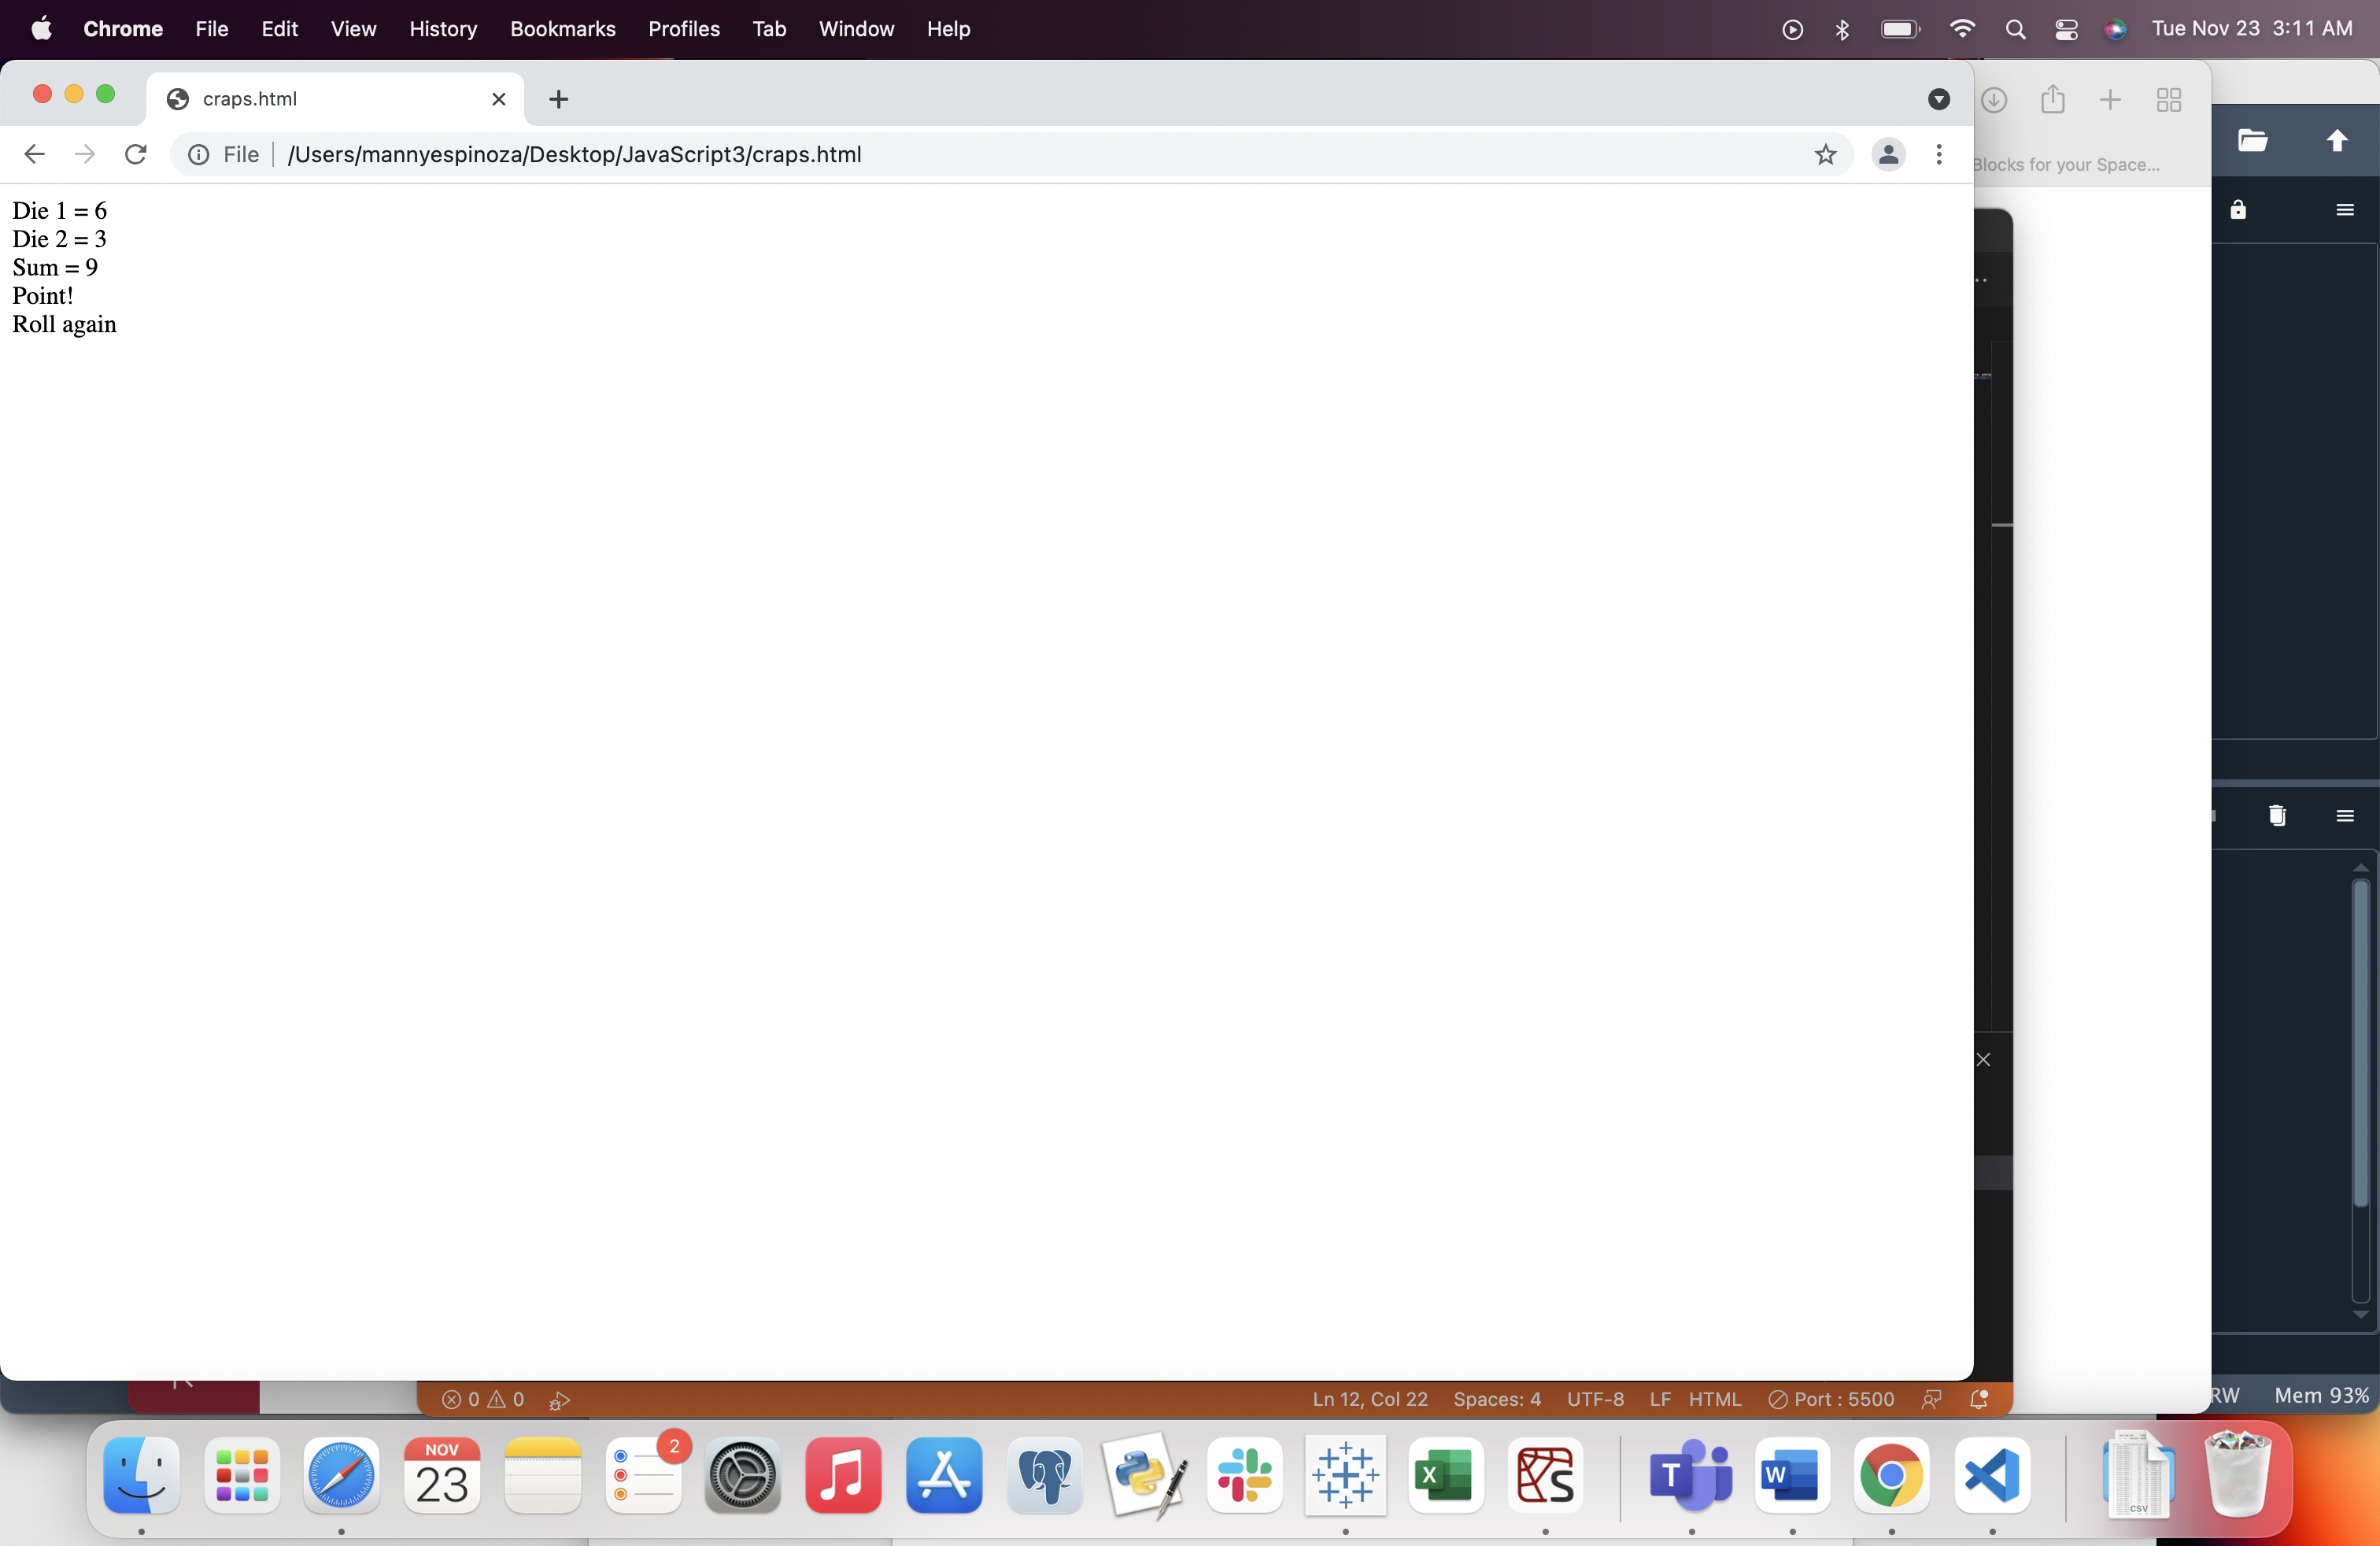 Chrome File Edit View History Bookmarks Profiles Tab Window Help Tue Nov 23 3:11 AM
craps.html
File /Users/mannyespinoza/Desktop/JavaScript3/craps.html
Blocks for your Space...
Die 1 = 6
Die 2 = 3
Sum = 9
Point!
Roll again
0 0 Ln 12, Col 22 Spaces: 4 UTF-8 LF HTML Port : 5500
RW Mem 93%
NOV
23
2
X
S
T
W
CSV